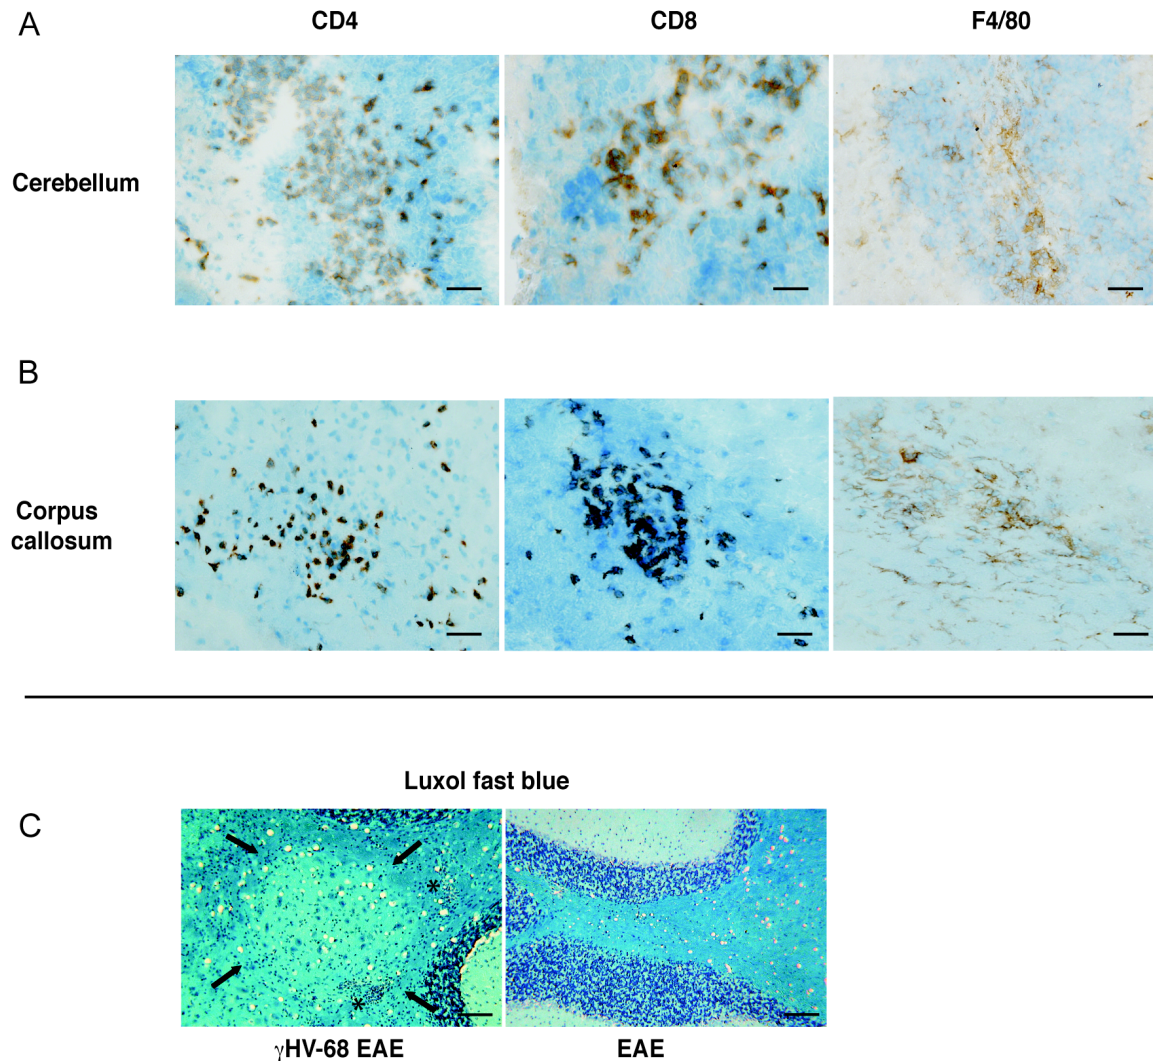 A
CD4
CD8
F4/80
Cerebellum
B
Corpus
callosum
Luxol fast blue
C
*
*
γHV-68 EAE
EAE